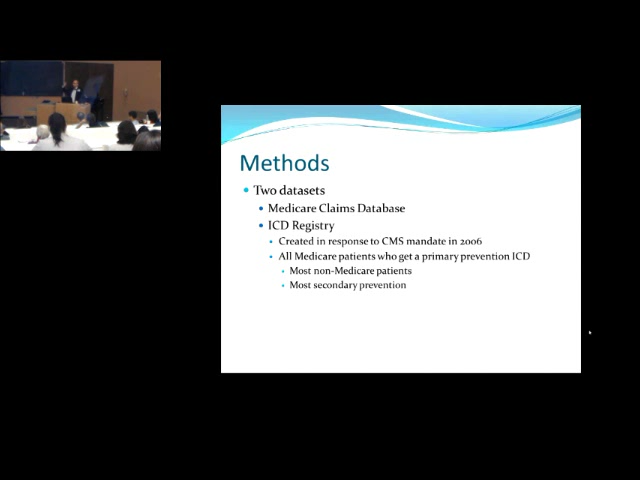 Methods
Two datasets
Medicare Claims Database
ICD Registry
Created in response to CMS mandate in 2006
All Medicare patients who get a primary prevention ICD
Most non-Medicare patients
Most secondary prevention